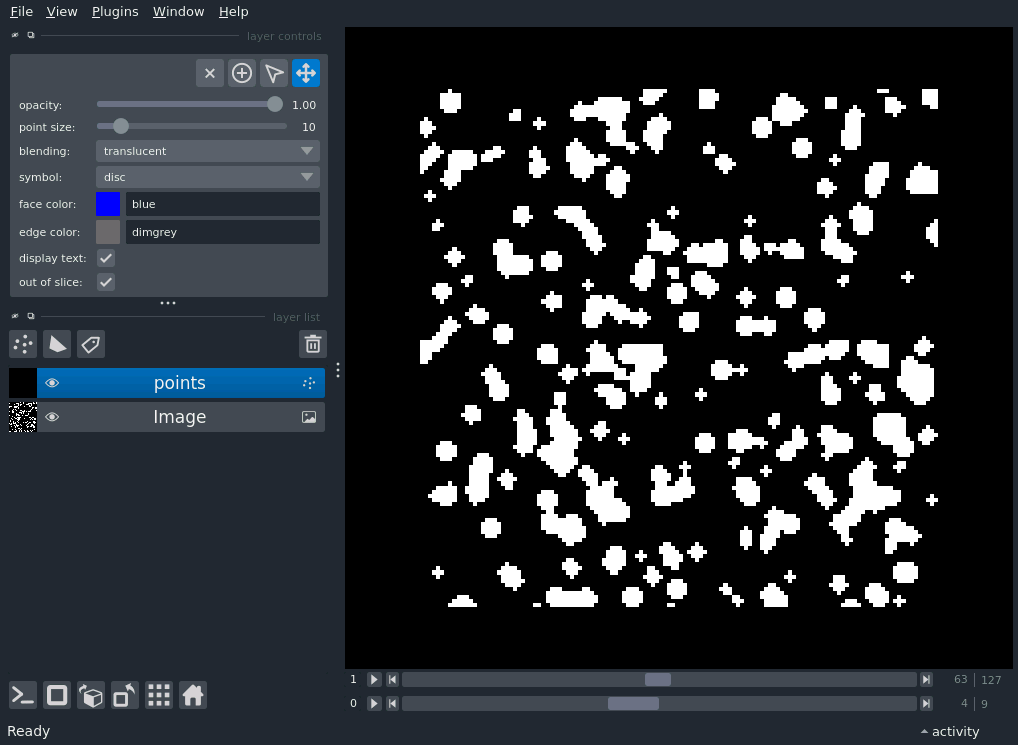 File View Plugins Window Help
layer controls
opacity: 1.00
point size: 10
blending: translucent
symbol: disc
face color: blue
edge color: dimgrey
display text:
out of slice:
layer list
points
Image
1 63 127
0 4 9
Ready activity